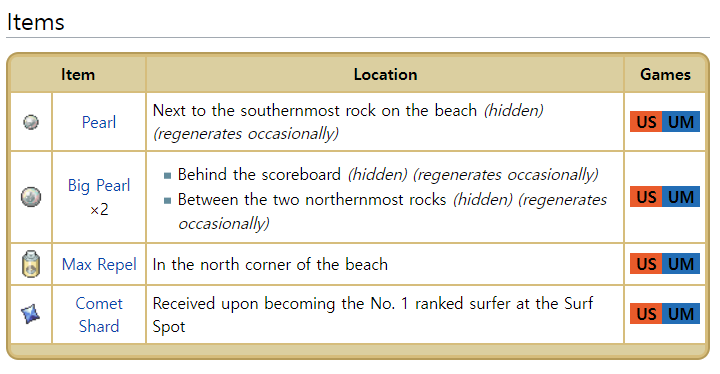 Items
Item Location Games
Pearl
Next to the southernmost rock on the beach (hidden)
(regenerates occasionally)
US UM
Big Pearl
×2
Behind the scoreboard (hidden) (regenerates occasionally)
Between the two northernmost rocks (hidden) (regenerates
occasionally)
US UM
Max Repel
In the north corner of the beach
US UM
Comet
Shard
Received upon becoming the No. 1 ranked surfer at the Surf
Spot
US UM